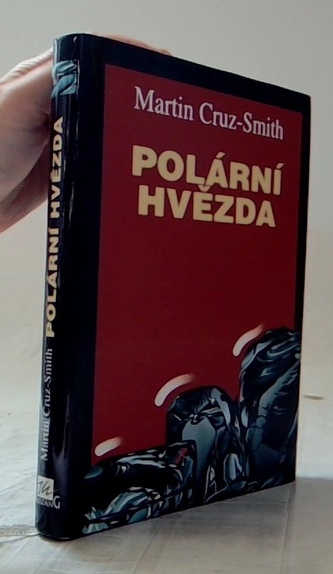 Martin Cruz-Smith
POLÁRNÍ
HVĚZDA
Martin Cruz-Smith
POLÁRNÍ HVĚZDA